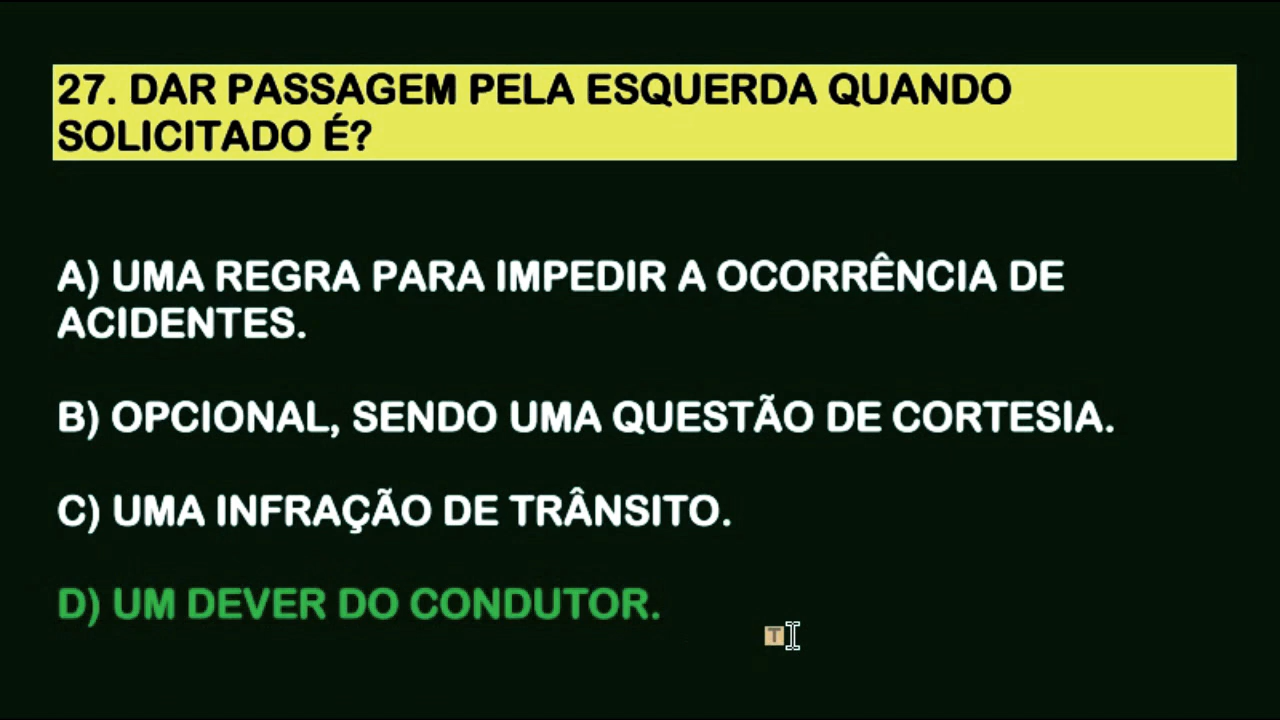 27. DAR PASSAGEM PELA ESQUERDA QUANDO
SOLICITADO É?
A) UMA REGRA PARA IMPEDIR A OCORRÊNCIA DE
ACIDENTES.
B) OPCIONAL, SENDO UMA QUESTÃO DE CORTESIA.
C) UMA INFRAÇÃO DE TRÂNSITO.
D) UM DEVER DO CONDUTOR.
T